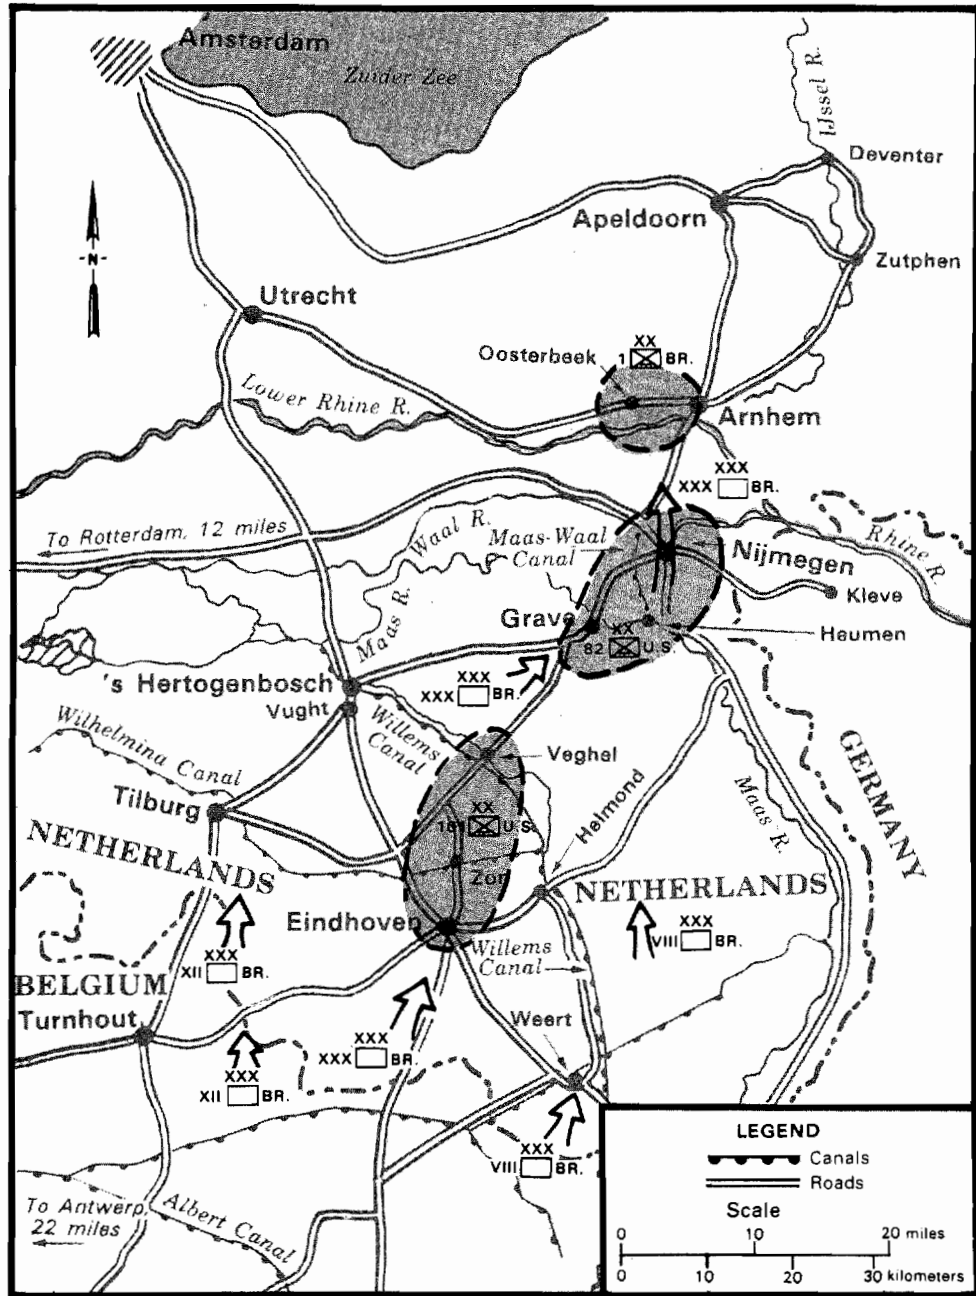 Amsterdam
Zuider Zee
IJssel R.
Deventer
Apeldoorn
-N-
Zutphen
Utrecht
XX
Oosterbeek 1 BR.
Lower Rhine R.
Arnhem
XXX
XXX BR.
To Rotterdam, 12 miles
Waal R.
Maas-Waal
Canal
Nijmegen
Rhine R.
Kleve
Grave
Heumen
Maas R.
XX
82 U.S.
's Hertogenbosch
XXX
XXX BR.
Vught
Willems
Canal
Wilhelmina Canal
Veghel
Tilburg
Helmond
Maas R.
GERMANY
XX
101 U.S.
NETHERLANDS
Zon
NETHERLANDS
Eindhoven
XXX
VIII BR.
Willems
Canal
XXX
XII BR.
BELGIUM
Turnhout
Weert
XXX
XXX BR.
XXX
XII BR.
XXX
VIII BR.
To Antwerp,
22 miles
Albert Canal
LEGEND
Canals
Roads
Scale
0 10 20 miles
0 10 20 30 kilometers